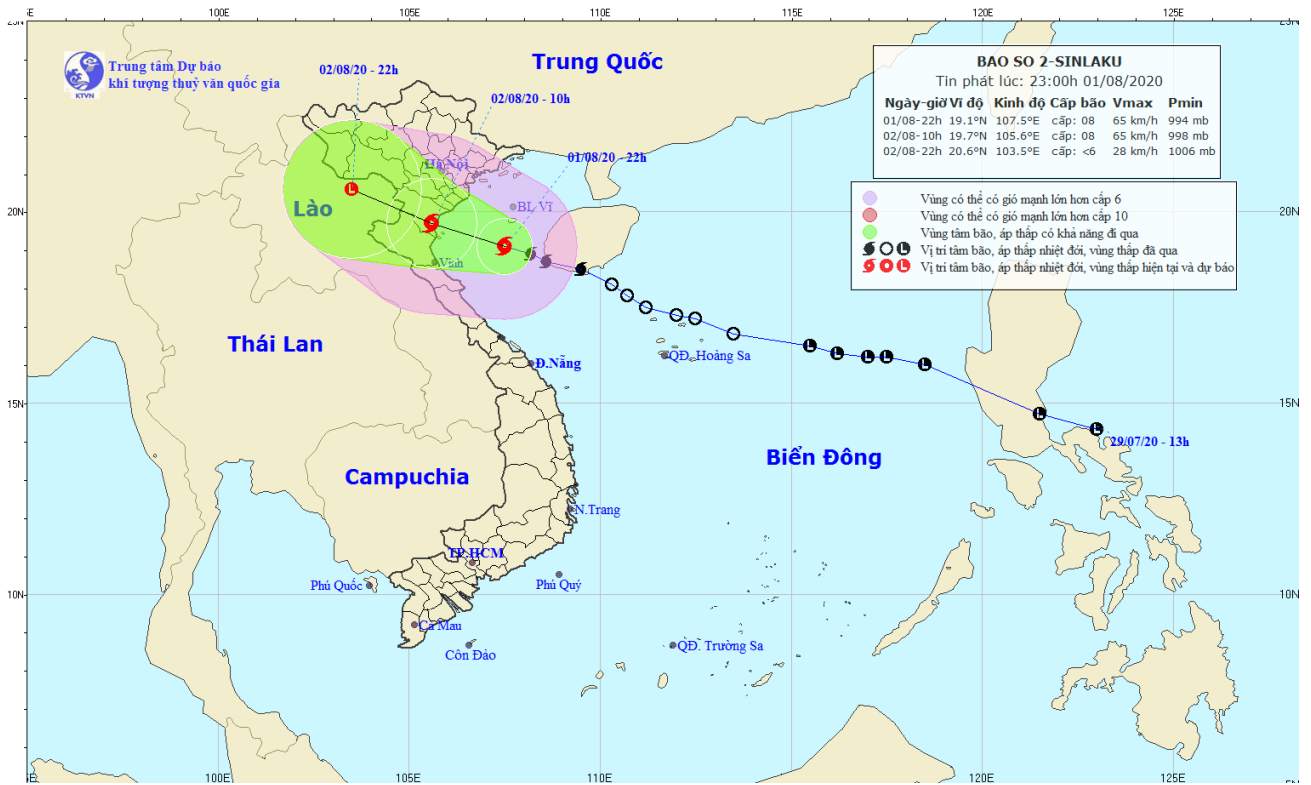 100E 105E 110E 115E 120E 125E
Trung tâm Dự báo
khí tượng thuỷ văn quốc gia
KTVN
02/08/20 - 22h
Trung Quốc
02/08/20 - 10h
BAO SO 2-SINLAKU
Tin phát lúc: 23:00h 01/08/2020
Ngày-giờ Vĩ độ Kinh độ Cấp bão Vmax Pmin
01/08-22h 19.1°N 107.5°E cấp: 08 65 km/h 994 mb
02/08-10h 19.7°N 105.6°E cấp: 08 65 km/h 998 mb
02/08-22h 20.6°N 103.5°E cấp: <6 28 km/h 1006 mb
01/08/20 - 22h
Hà Nội
L
Lào
20N
BL Vĩ
20N
Vùng có thể có gió mạnh lớn hơn cấp 6
Vùng có thể có gió mạnh lớn hơn cấp 10
Vùng tâm bão, áp thấp có khả năng đi qua
L Vị trí tâm bão, áp thấp nhiệt đới, vùng thấp đã qua
L Vị trí tâm bão, áp thấp nhiệt đới, vùng thấp hiện tại và dự báo
Vinh
Thái Lan
Đ.Nẵng
QĐ. Hoàng Sa
L L L L L
15N
15N
L L
29/07/20 - 13h
Biển Đông
Campuchia
N.Trang
TP.HCM
Phú Quốc
Phú Quý
10N
10N
Cà Mau
Côn Đảo
QĐ. Trường Sa
100E 105E 110E 120E 125E